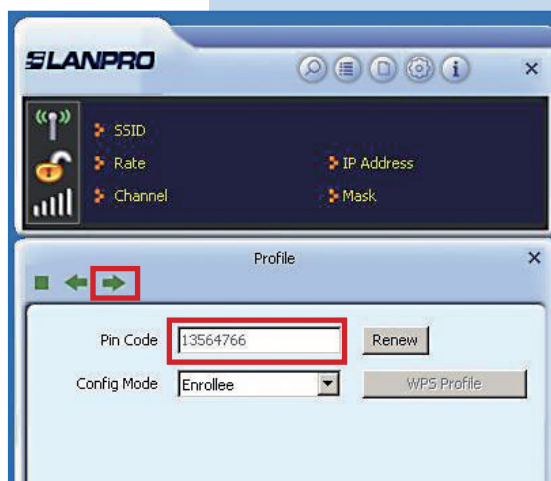 LANPRO
SSID
Rate
IP Address
Channel
Mask
Profile
Pin Code
13564766
Renew
Config Mode
Enrollee
WPS Profile